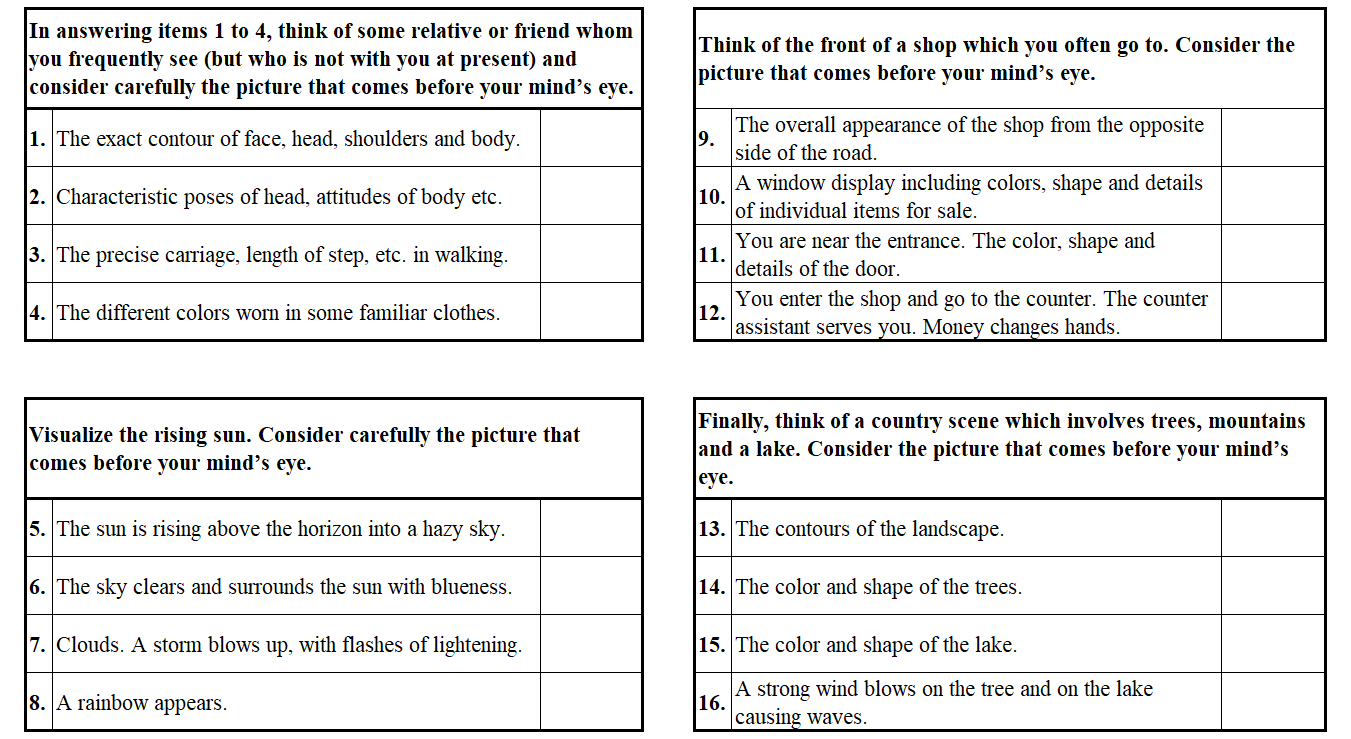 In answering items 1 to 4, think of some relative or friend whom
you frequently see (but who is not with you at present) and
consider carefully the picture that comes before your mind's eye.
1. The exact contour of face, head, shoulders and body.
2. Characteristic poses of head, attitudes of body etc.
3. The precise carriage, length of step, etc. in walking.
4. The different colors worn in some familiar clothes.
Think of the front of a shop which you often go to. Consider the
picture that comes before your mind's eye.
9. The overall appearance of the shop from the opposite
side of the road.
10. A window display including colors, shape and details
of individual items for sale.
11. You are near the entrance. The color, shape and
details of the door.
12. You enter the shop and go to the counter. The counter
assistant serves you. Money changes hands.
Visualize the rising sun. Consider carefully the picture that
comes before your mind's eye.
5. The sun is rising above the horizon into a hazy sky.
6. The sky clears and surrounds the sun with blueness.
7. Clouds. A storm blows up, with flashes of lightening.
8. A rainbow appears.
Finally, think of a country scene which involves trees, mountains
and a lake. Consider the picture that comes before your mind's
eye.
13. The contours of the landscape.
14. The color and shape of the trees.
15. The color and shape of the lake.
16. A strong wind blows on the tree and on the lake
causing waves.